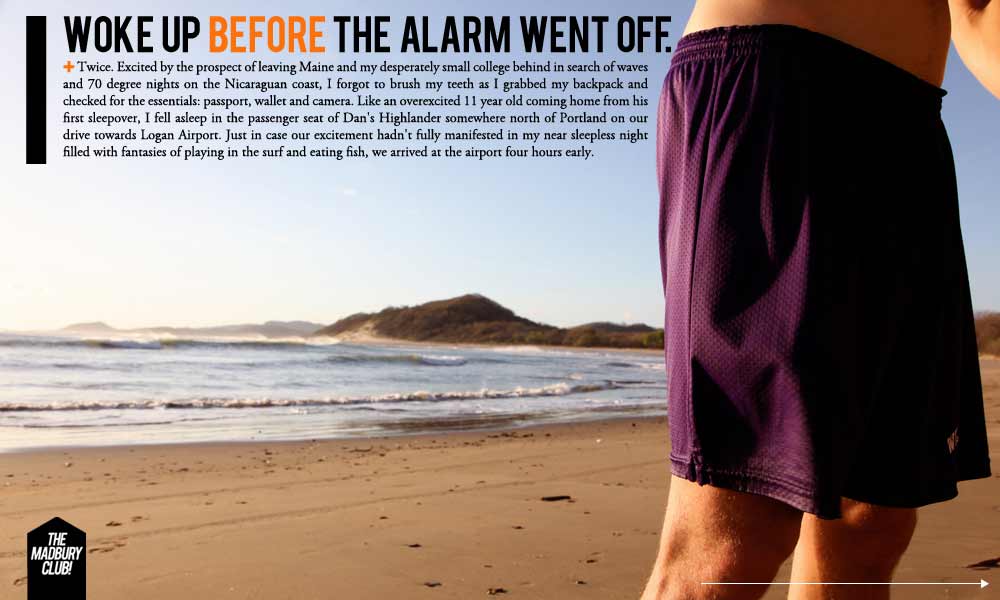 WOKE UP BEFORE THE ALARM WENT OFF.
+ Twice. Excited by the prospect of leaving Maine and my desperately small college behind in search of waves
and 70 degree nights on the Nicaraguan coast, I forgot to brush my teeth as I grabbed my backpack and
checked for the essentials: passport, wallet and camera. Like an overexcited 11 year old coming home from his
first sleepover, I fell asleep in the passenger seat of Dan's Highlander somewhere north of Portland on our
drive towards Logan Airport. Just in case our excitement hadn't fully manifested in my near sleepless night
filled with fantasies of playing in the surf and eating fish, we arrived at the airport four hours early.
THE
MADBURY
CLUB!